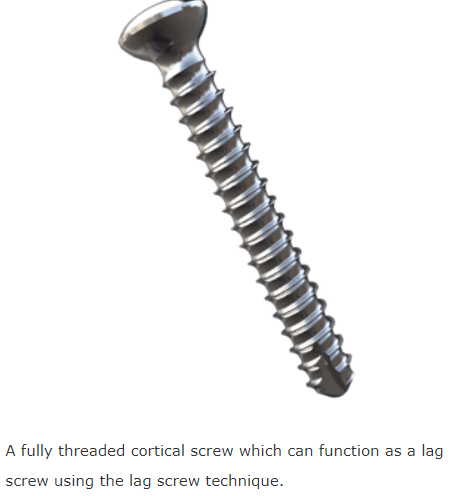 A fully threaded cortical screw which can function as a lag
screw using the lag screw technique.